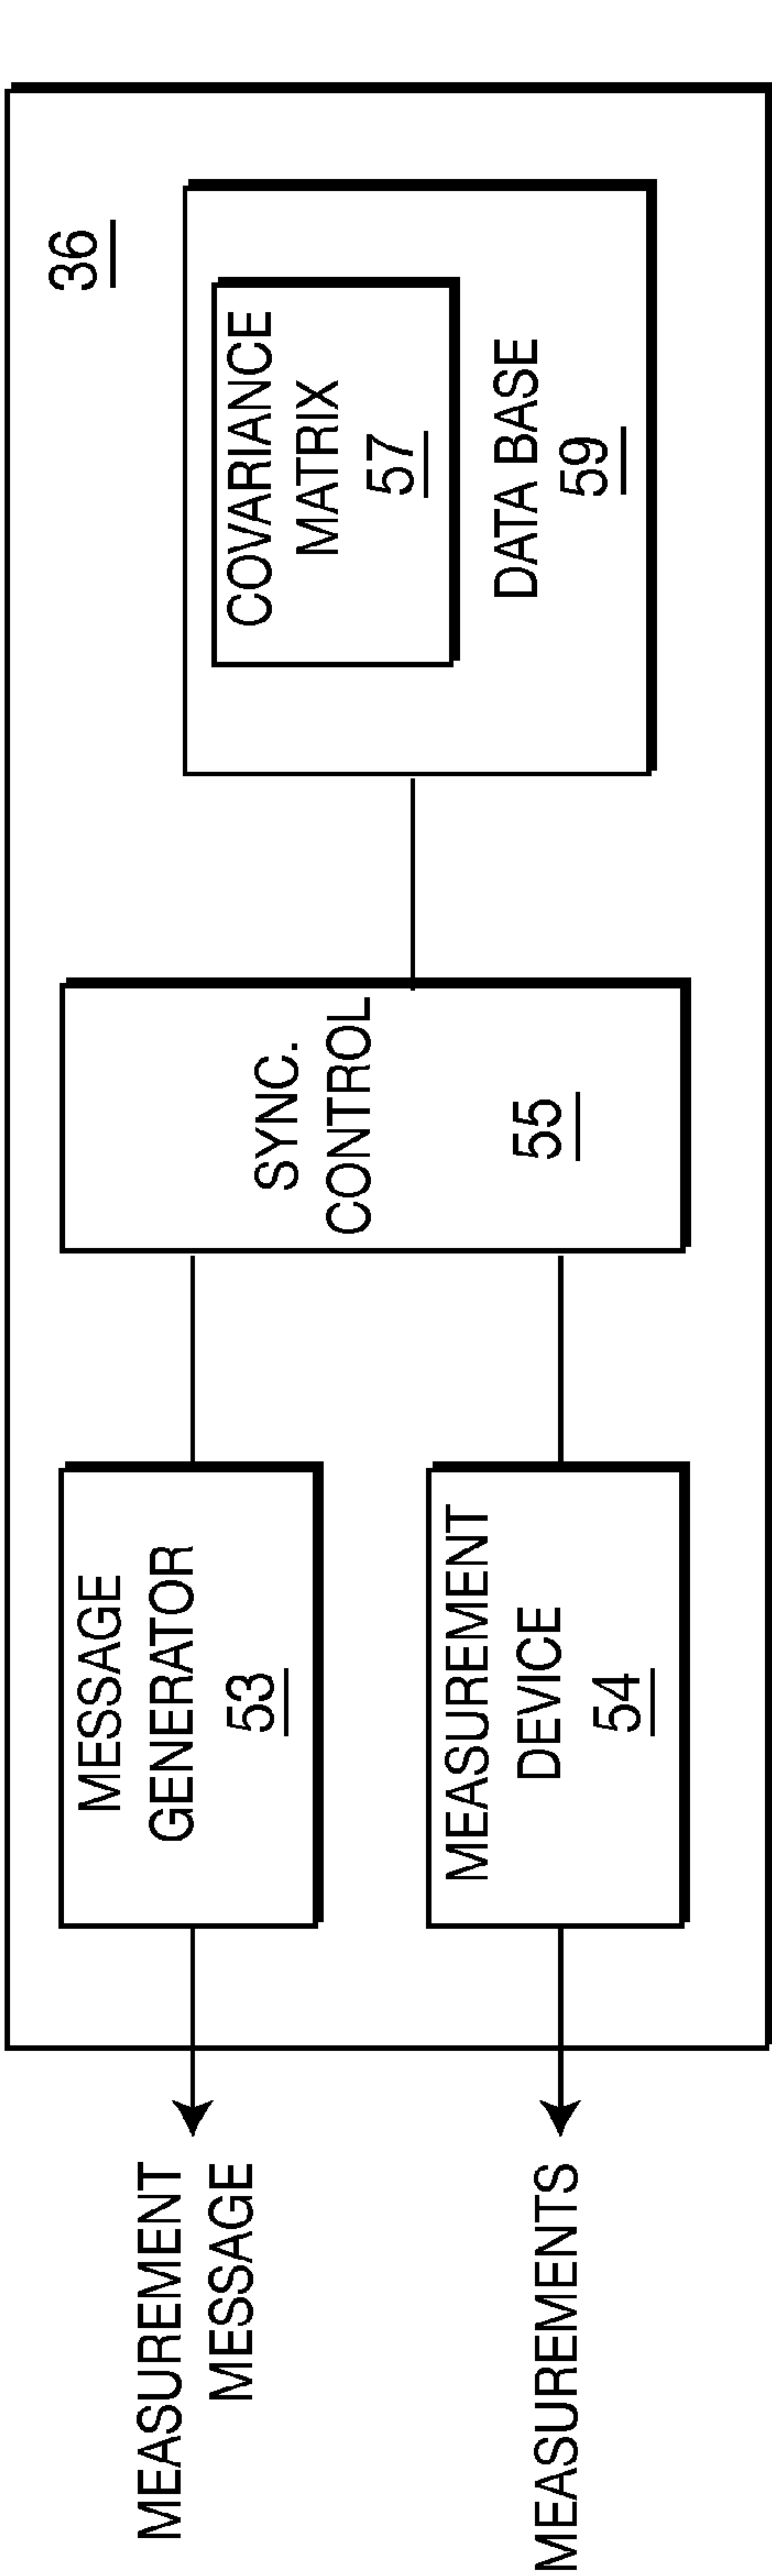 36
MEASUREMENT
MESSAGE
MESSAGE
GENERATOR
53
MEASUREMENTS
MEASUREMENT
DEVICE
54
SYNC.
CONTROL
55
COVARIANCE
MATRIX
57
DATA BASE
59